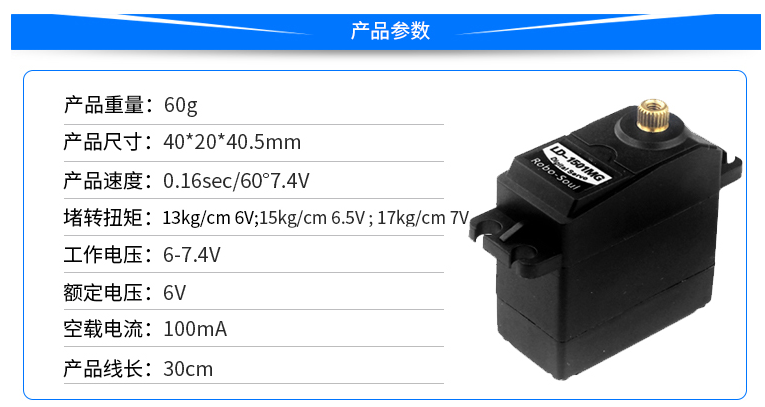 产品参数
产品重量：60g
产品尺寸：40*20*40.5mm
产品速度：0.16sec/60°7.4V
堵转扭矩：13kg/cm 6V;15kg/cm 6.5V ; 17kg/cm 7V
工作电压：6-7.4V
额定电压：6V
空载电流：100mA
产品线长：30cm
LD-1501MG
Digital Servo
Robo-Soul